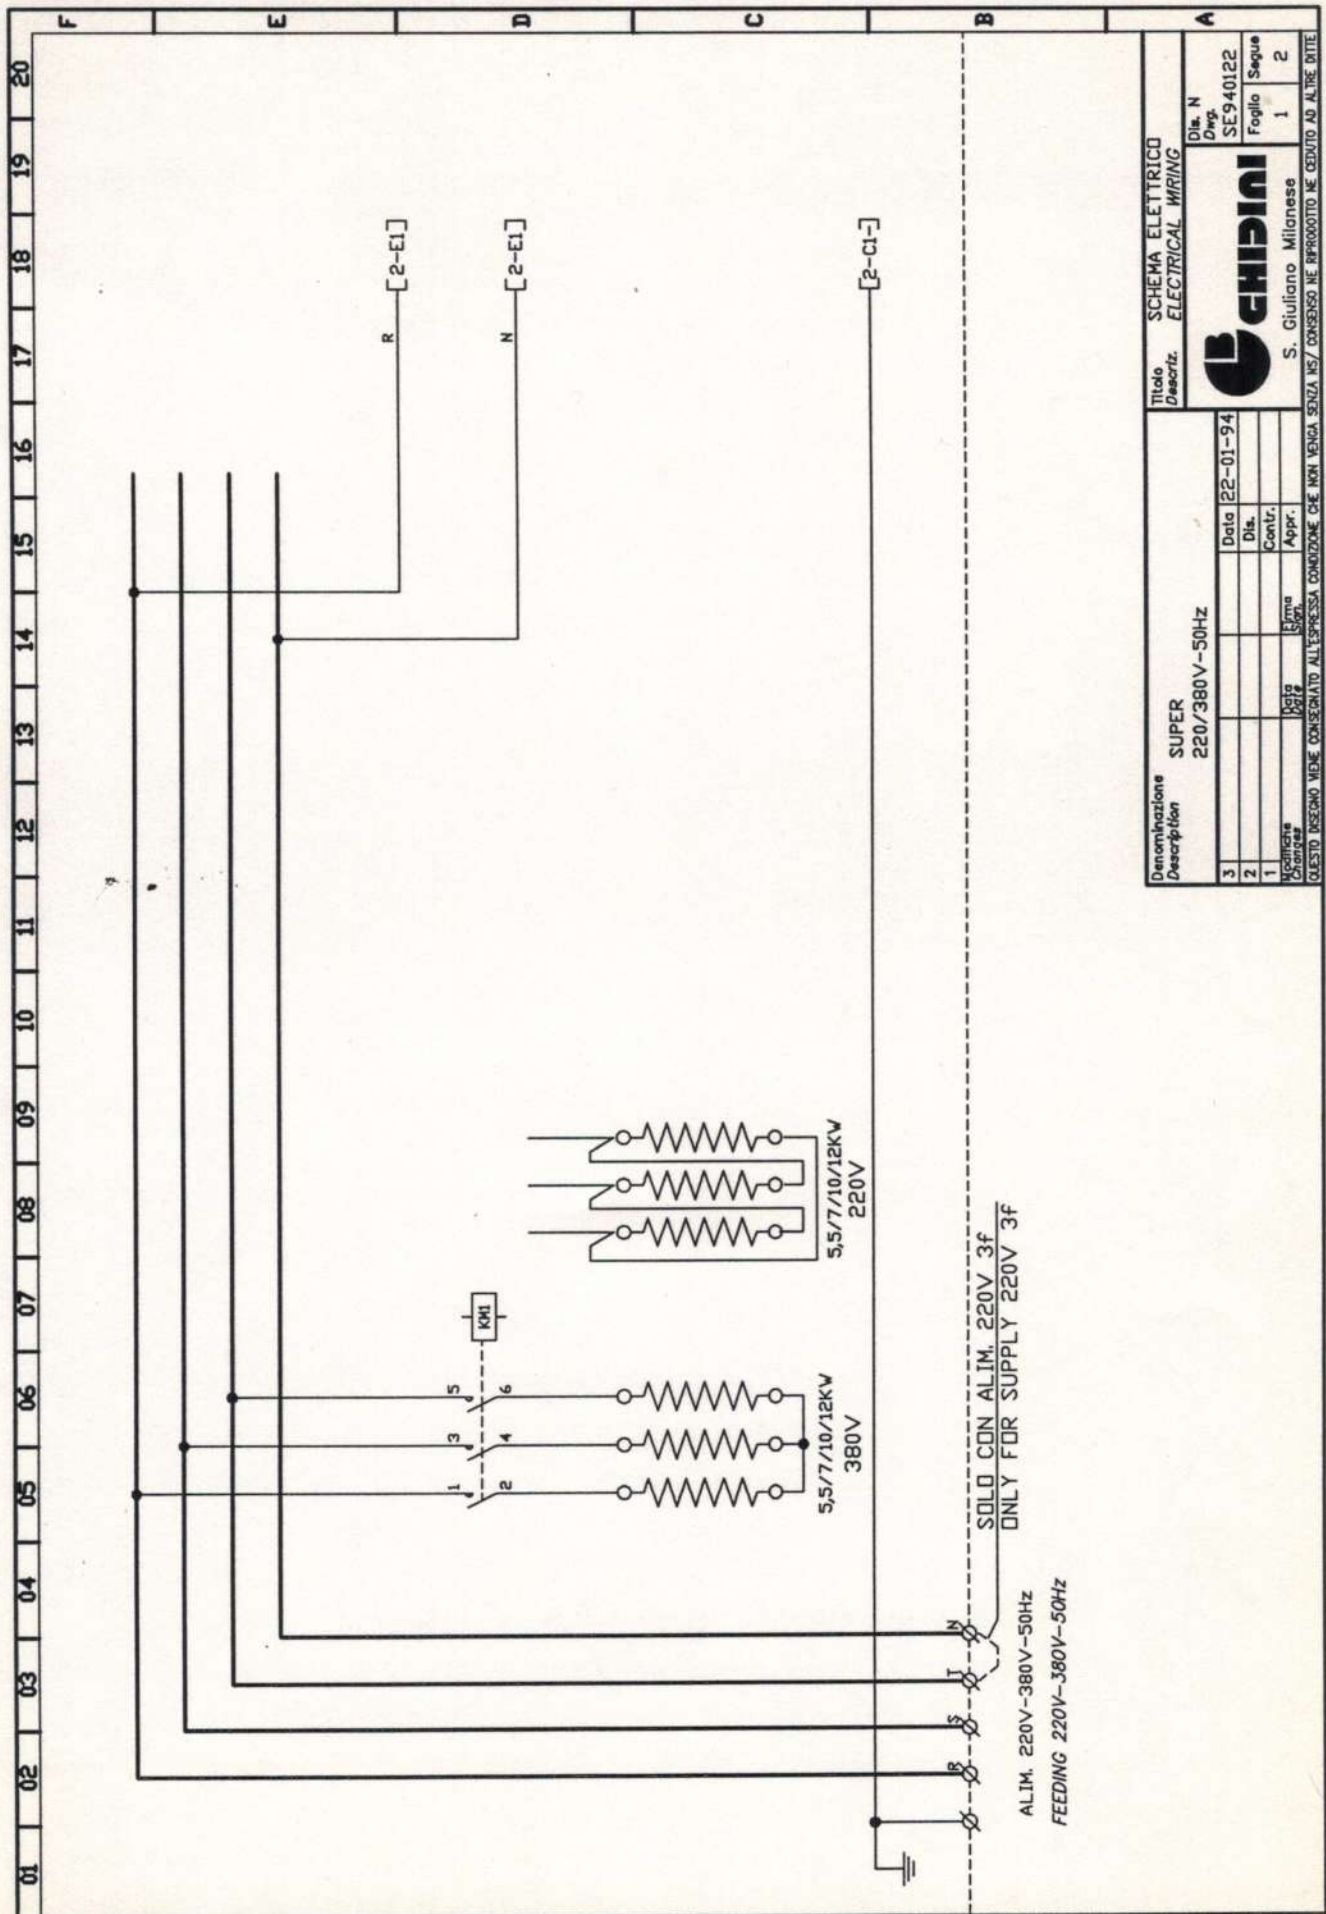 01 02 03 04 05 06 07 08 09 10 11 12 13 14 15 16 17 18 19 20
F
E
D
C
B
A
R
[2-E1]
N
[2-E1]
[2-C1-]
1 3 5
KM1
2 4 6
5,5/7/10/12KW
380V
5,5/7/10/12KW
220V
R S T N
SOLO CON ALIM. 220V 3f
ONLY FOR SUPPLY 220V 3f
ALIM. 220V-380V-50Hz
FEEDING 220V-380V-50Hz
Denominazione
Description
SUPER
220/380V-50Hz
3
2
1
Modifiche
Changes
Data
Date
Firma
Sign.
Data 22-01-94
Dis.
Contr.
Appr.
Titolo SCHEMA ELETTRICO
Descriz. ELECTRICAL WIRING
B GHIDINI
S. Giuliano Milanese
Dis. N
Dwg.
SE940122
Foglio Segue
1 2
QUESTO DISEGNO VIENE CONSEGNATO ALL'ESPRESSA CONDIZIONE CHE NON VENGA SENZA NS/ CONSENSO NE RIPRODOTTO NE CEDUTO AD ALTRE DITTE